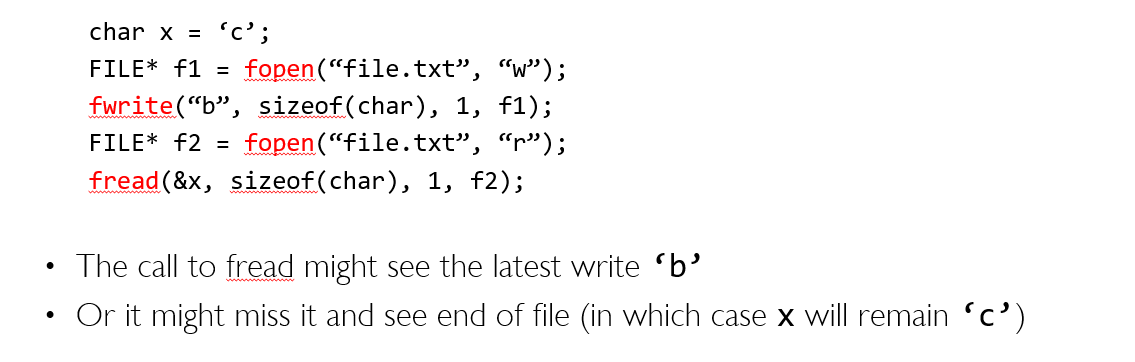 char x = ‘c’;
FILE* f1 = fopen(“file.txt”, “w”);
fwrite(“b”, sizeof(char), 1, f1);
FILE* f2 = fopen(“file.txt”, “r”);
fread(&x, sizeof(char), 1, f2);
• The call to fread might see the latest write ‘b’
• Or it might miss it and see end of file (in which case x will remain ‘c’)